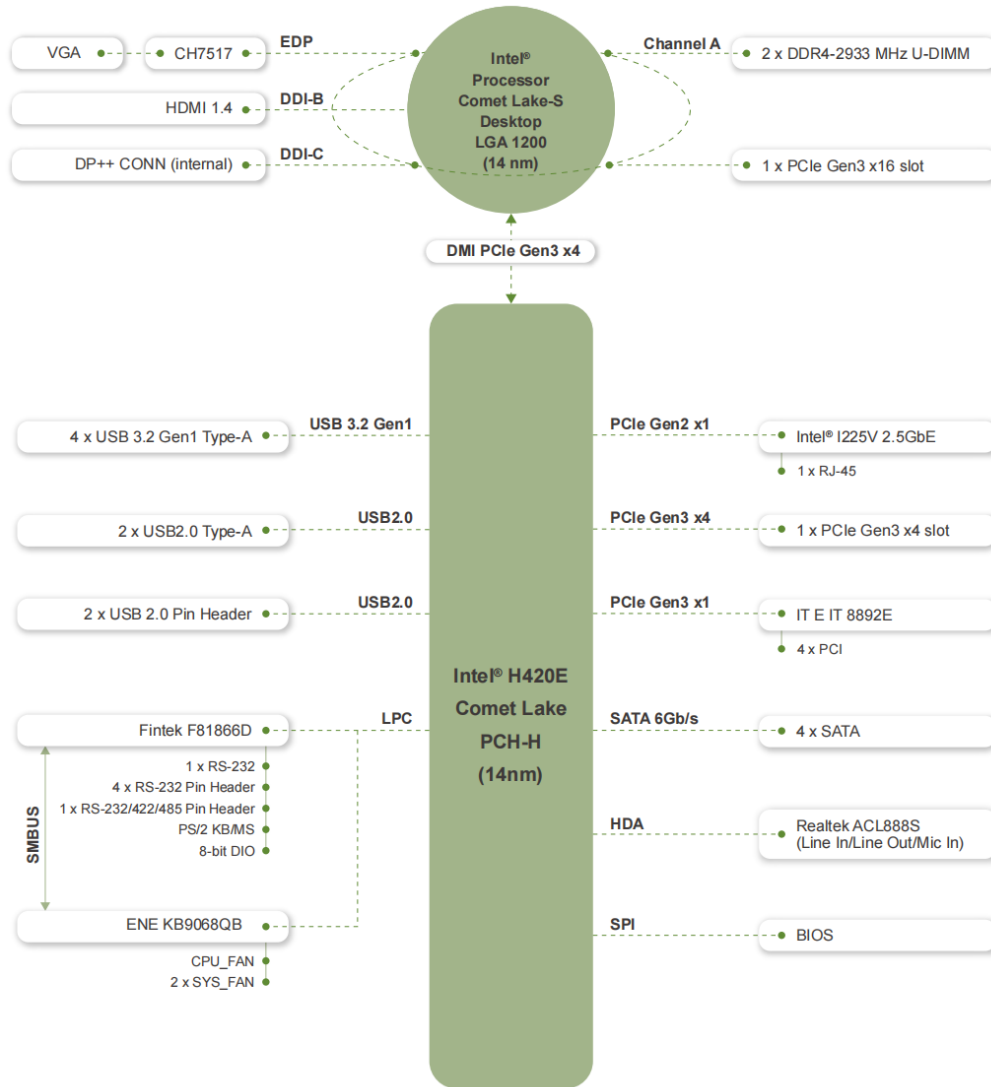 VGA
CH7517
EDP
HDMI 1.4
DDI-B
DP++ CONN (internal)
DDI-C
Intel®
Processor
Comet Lake-S
Desktop
LGA 1200
(14 nm)
Channel A
2 x DDR4-2933 MHz U-DIMM
1 x PCIe Gen3 x16 slot
DMI PCIe Gen3 x4
4 x USB 3.2 Gen1 Type-A
USB 3.2 Gen1
2 x USB2.0 Type-A
USB2.0
2 x USB 2.0 Pin Header
USB2.0
Fintek F81866D
LPC
1 x RS-232
4 x RS-232 Pin Header
1 x RS-232/422/485 Pin Header
PS/2 KB/MS
8-bit DIO
SMBUS
ENE KB9068QB
CPU_FAN
2 x SYS_FAN
Intel® H420E
Comet Lake
PCH-H
(14nm)
PCIe Gen2 x1
Intel® I225V 2.5GbE
1 x RJ-45
PCIe Gen3 x4
1 x PCIe Gen3 x4 slot
PCIe Gen3 x1
IT E IT 8892E
4 x PCI
SATA 6Gb/s
4 x SATA
HDA
Realtek ACL888S
(Line In/Line Out/Mic In)
SPI
BIOS